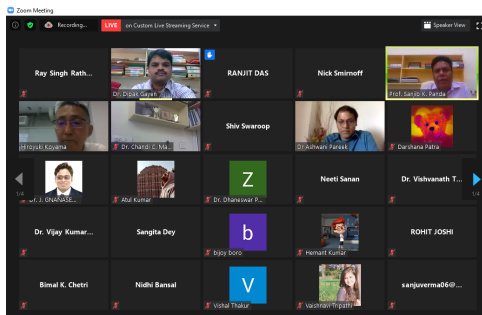 Zoom Meeting
Recording...
LIVE on Custom Live Streaming Service
Speaker View
Ray Singh Rath...
Dr. Dipak Gayen
RANJIT DAS
Nick Smirnoff
Prof. Sanjib K. Panda
Hiroyuki Koyama
Dr. Chandi C. Ma...
Shiv Swaroop
Dr Ashwani Pareek
Darshana Patra
1/4
Dr. J. GNANASE...
Atul Kumar
Z
Dr. Dhaneswar P...
Neeti Sanan
Dr. Vishvanath T...
1/4
Dr. Vijay Kumar...
Sangita Dey
b
bijoy boro
Hemant Kumar
ROHIT JOSHI
Bimal K. Chetri
Nidhi Bansal
V
Vishal Thakur
Vaishnavi Tripathi
sanjuverma06@...